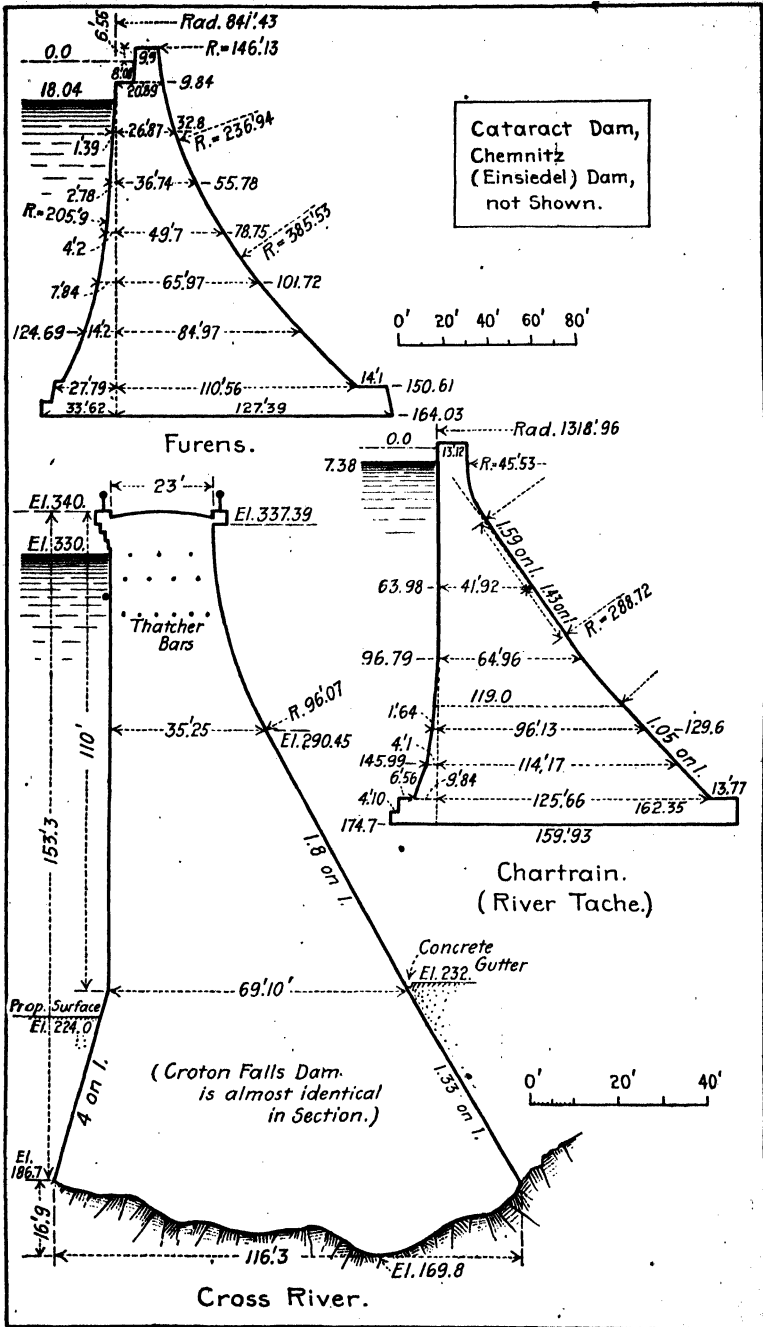 Rad. 841'.43
6'.56
R.=146'.13
0.0
9.9
18.04
20.89
9.84
1'.39
26'.87
32.8
R.=236'.94
Cataract Dam,
Chemnitz
(Einsiedel) Dam,
not Shown.
2'.78
36'.74
55.78
R.=205'.9
4'.2
49'.7
78.75
R.=385'.53
7'.84
65'.97
101.72
124.69
14'.2
84'.97
0' 20' 40' 60' 80'
27'.79
110'.56
14'.1
150.61
33'.62
127'.39
164.03
Furens.
Rad. 1318'.96
0.0
13'.12
7.38
R.=45'.53
1.59 on 1.
1.43 on 1.
63.98
41'.92
R.=288'.72
96.79
64'.96
119.0
1'.64
96'.13
129.6
4'.1
145.99
114'.17
1.05 on 1.
6'.56
9'.84
13'.77
4'.10
125'.66
162.35
174.7
159'.93
Chartrain.
(River Tache.)
23'
El.340.
El.337.39
El.330.
Thatcher
Bars
R.96'.07
35'.25
El.290.45
110'
153'.3
1.8 on 1.
Concrete
Gutter
El.232.
69'.10'
Prop. Surface
El.224.0
4 on 1.
(Croton Falls Dam
is almost identical
in Section.)
1.33 on 1.
0' 20' 40'
El.
186.7
16'.9
116'.3
El.169.8
Cross River.